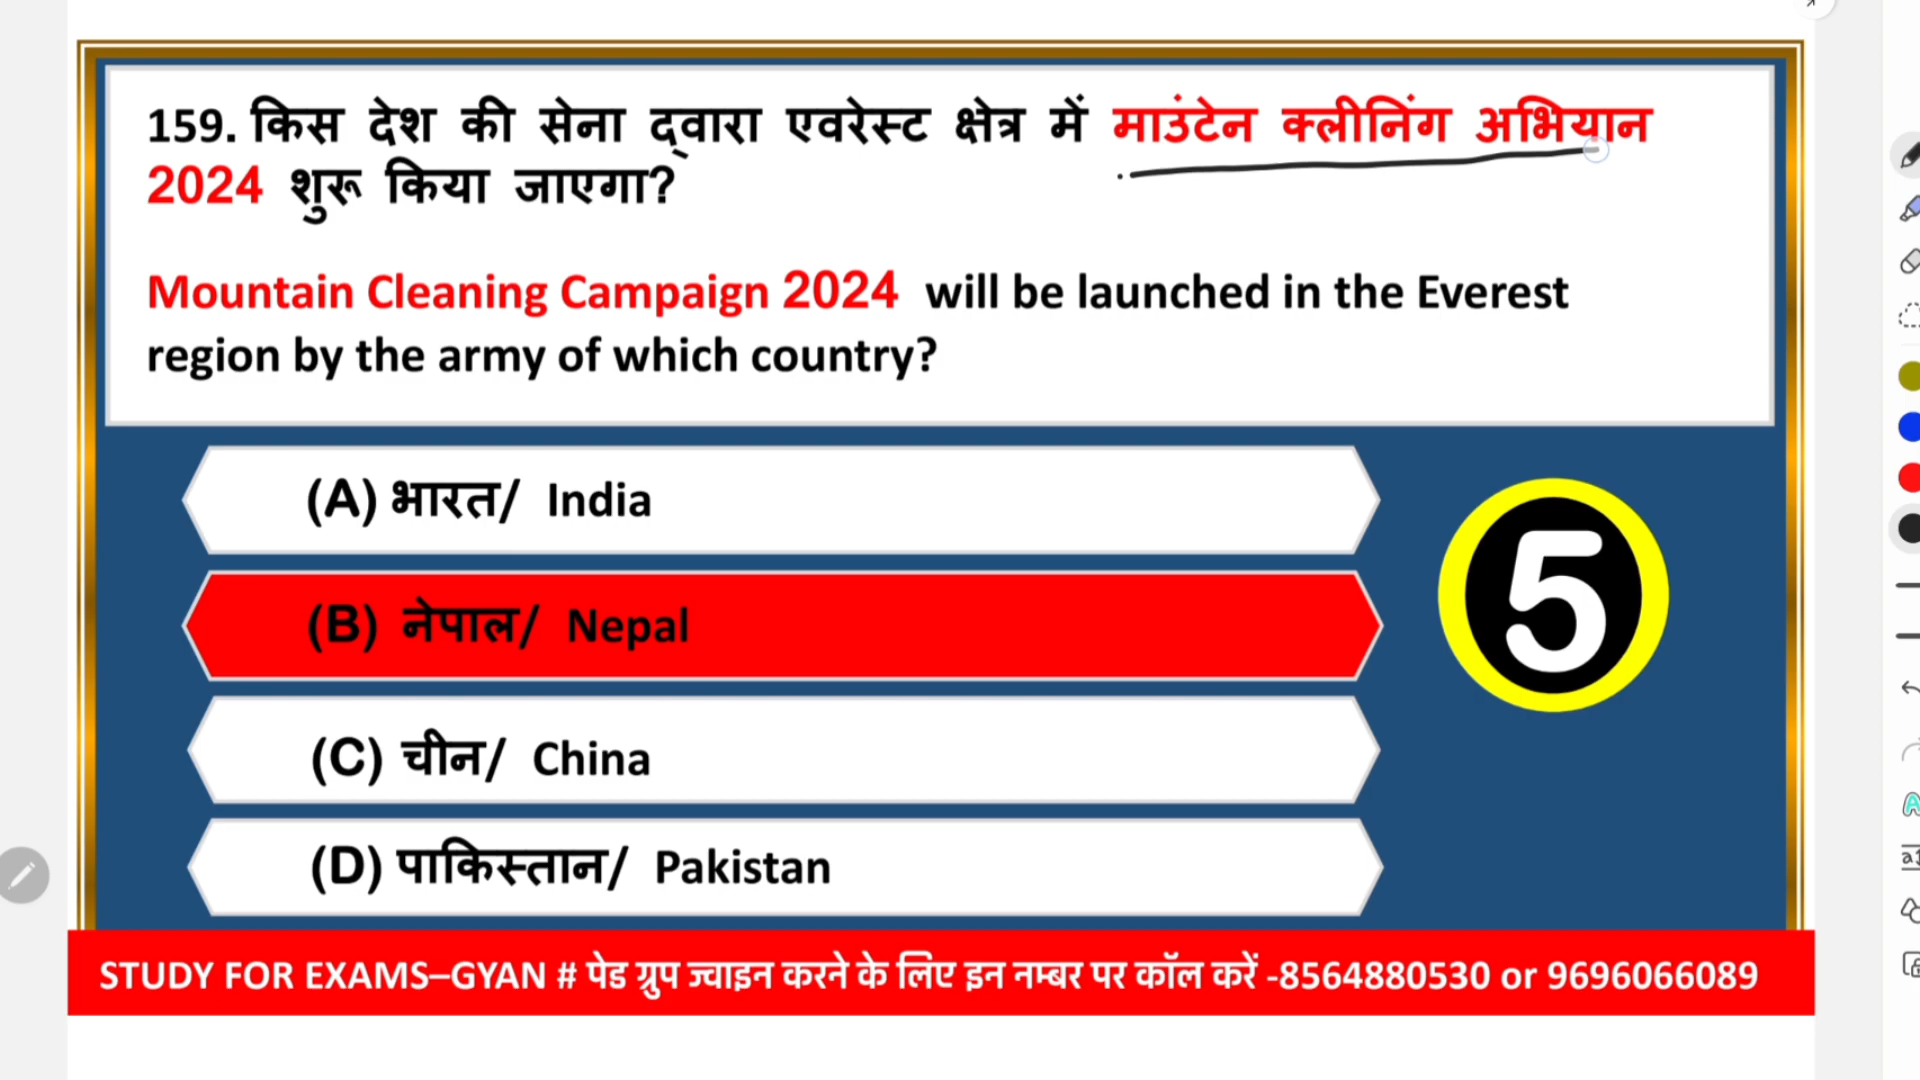 159. किस देश की सेना द्वारा एवरेस्ट क्षेत्र में माउंटेन क्लीनिंग अभियान
2024 शुरू किया जाएगा?
Mountain Cleaning Campaign 2024 will be launched in the Everest
region by the army of which country?
(A) भारत/ India
(B) नेपाल/ Nepal
5
(C) चीन/ China
(D) पाकिस्तान/ Pakistan
STUDY FOR EXAMS–GYAN # पेड ग्रुप ज्वाइन करने के लिए इन नम्बर पर कॉल करें -8564880530 or 9696066089